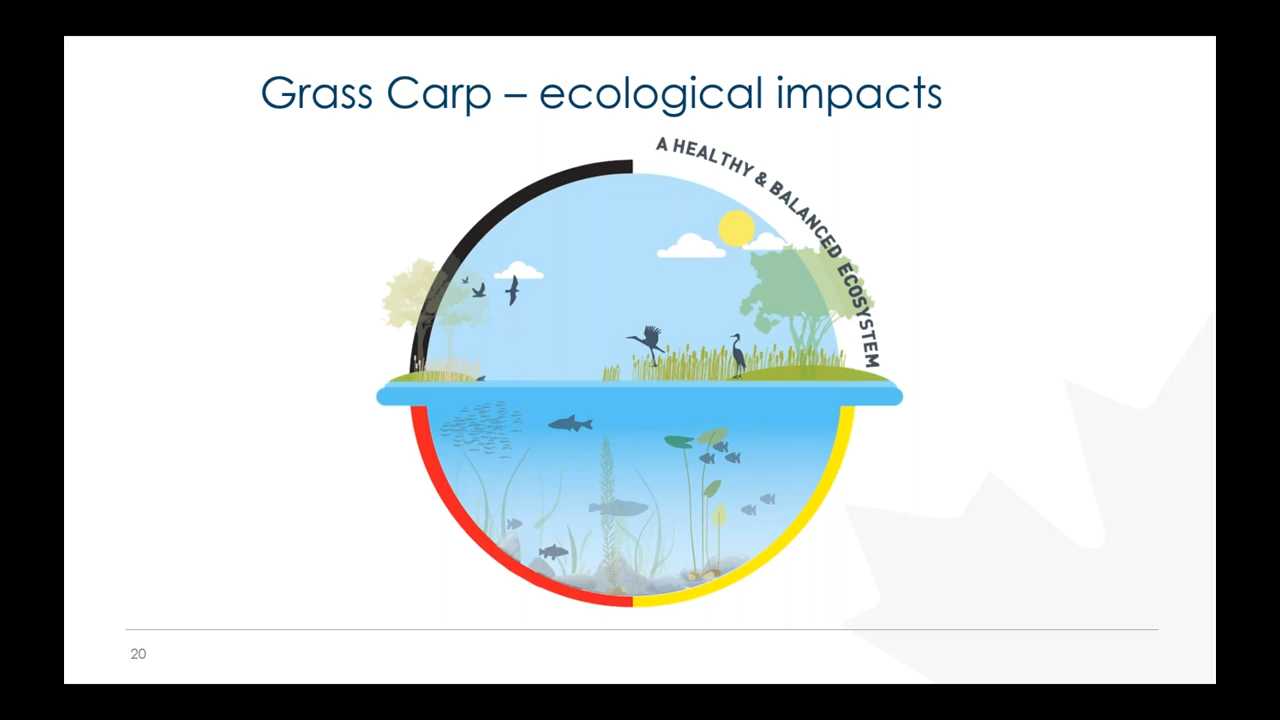 Grass Carp – ecological impacts
A HEALTHY & BALANCED ECOSYSTEM
20